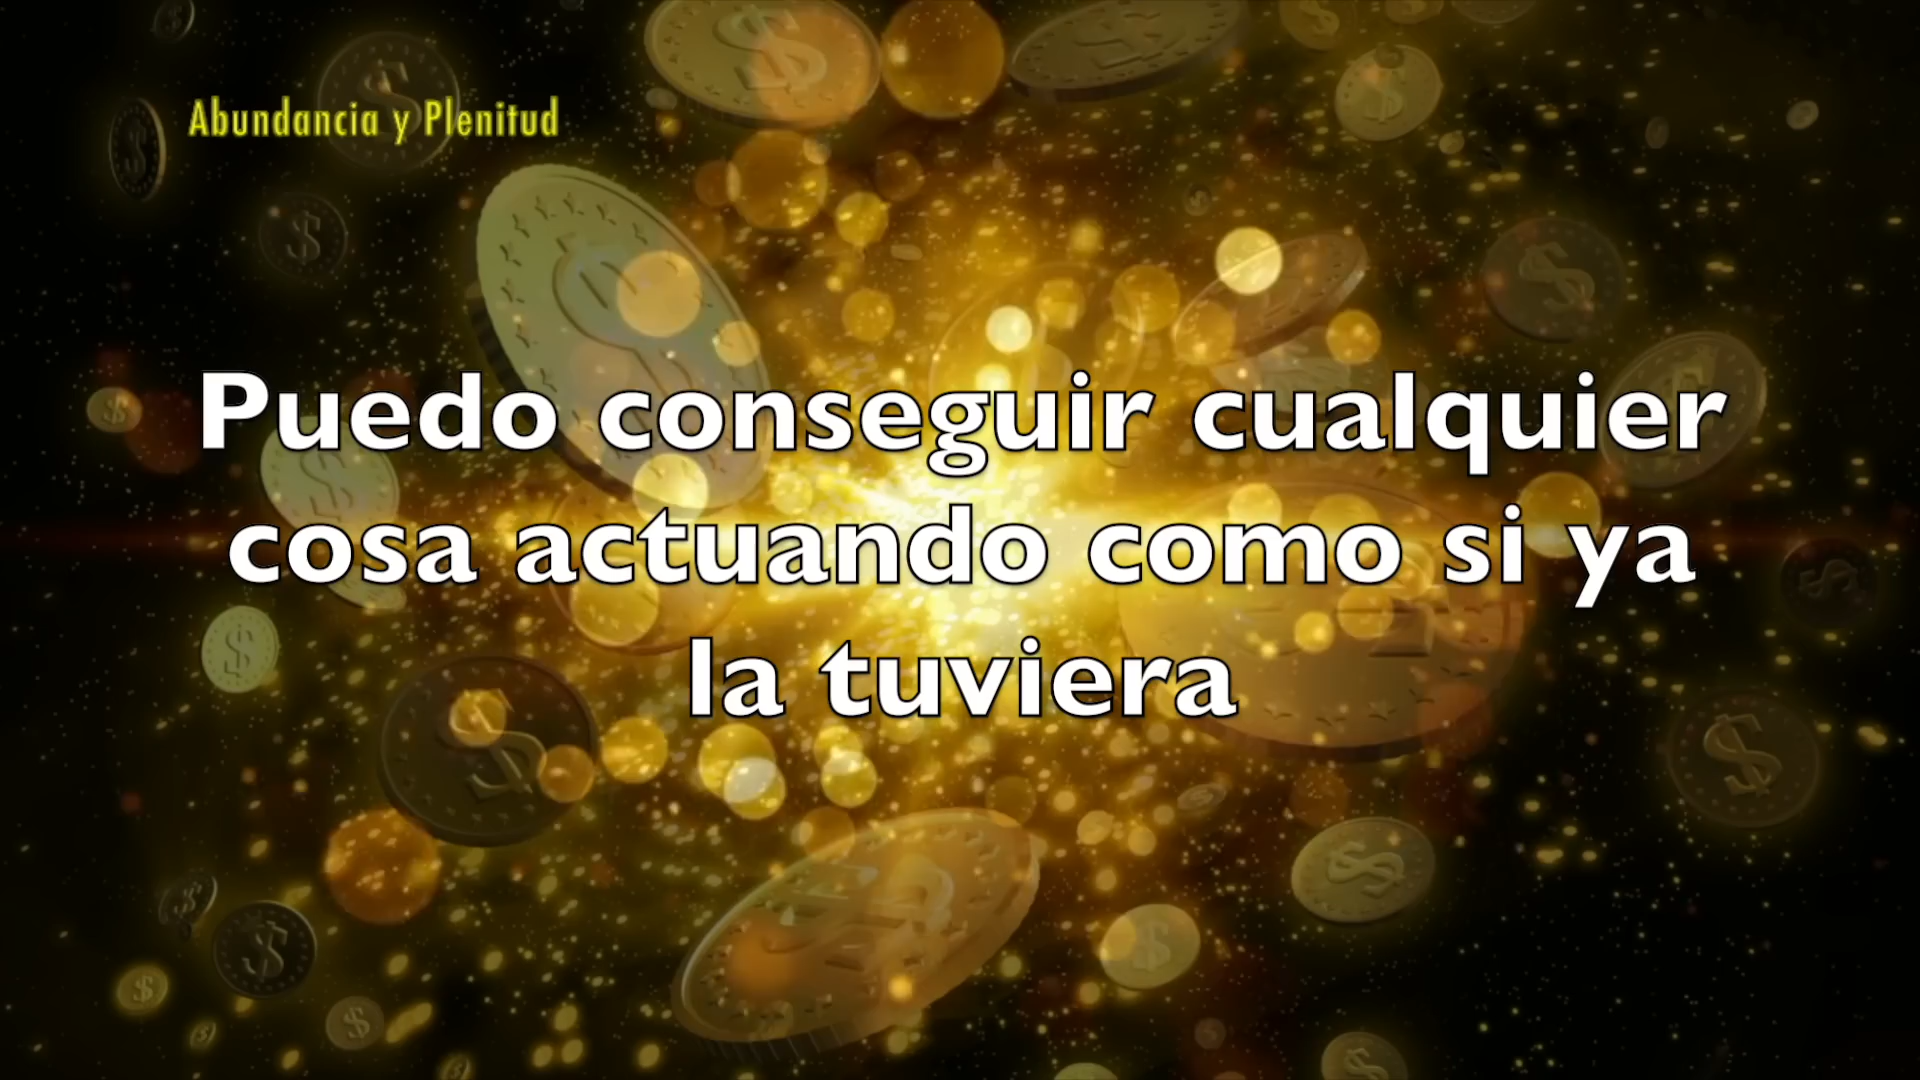 Abundancia y Plenitud
Puedo conseguir cualquier
cosa actuando como si ya
la tuviera